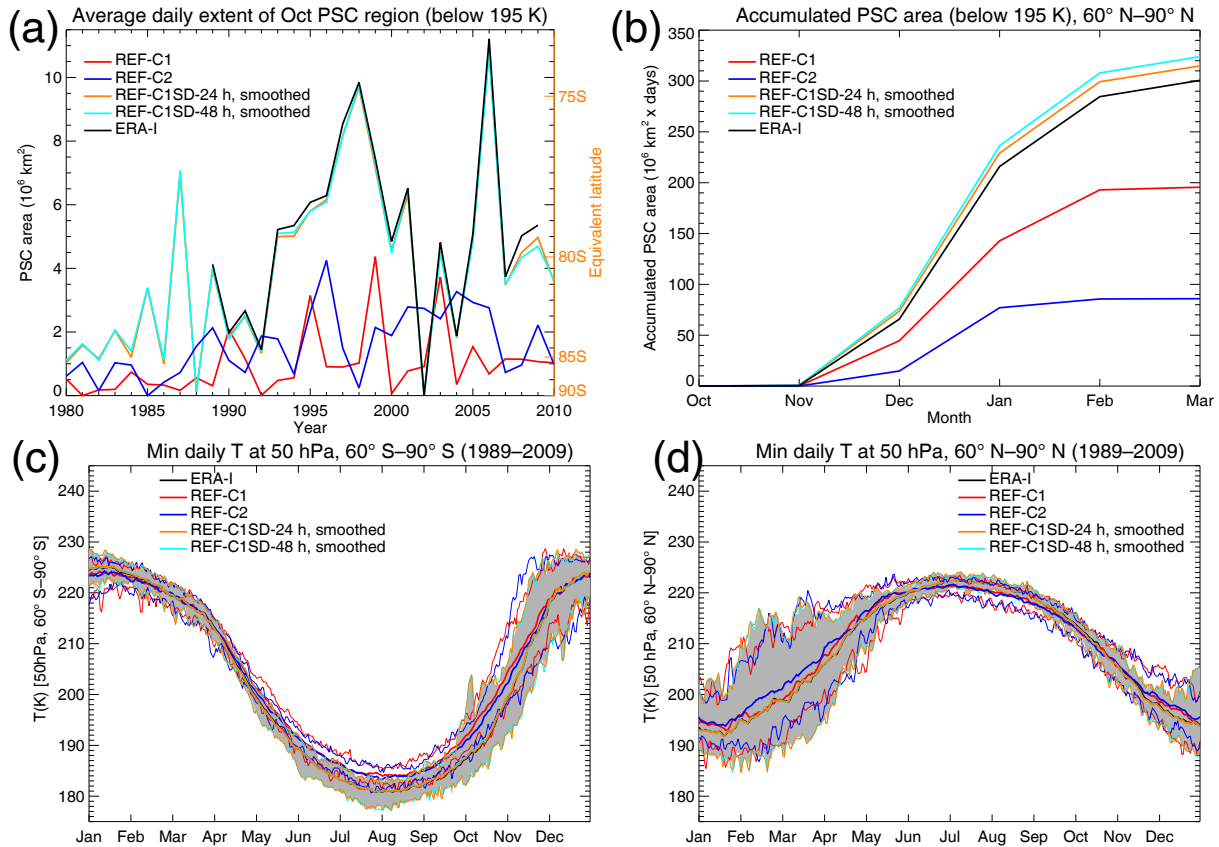 (a)
Average daily extent of Oct PSC region (below 195 K)
REF-C1
REF-C2
REF-C1SD-24 h, smoothed
REF-C1SD-48 h, smoothed
ERA-I
PSC area (10⁶ km²)
10
8
6
4
2
0
75S
80S
85S
90S
Equivalent latitude
1980 1985 1990 1995 2000 2005 2010
Year
(b)
Accumulated PSC area (below 195 K), 60° N–90° N
REF-C1
REF-C2
REF-C1SD-24 h, smoothed
REF-C1SD-48 h, smoothed
ERA-I
Accumulated PSC area (10⁶ km² x days)
350
300
250
200
150
100
50
0
Oct Nov Dec Jan Feb Mar
Month
(c)
Min daily T at 50 hPa, 60° S–90° S (1989–2009)
ERA-I
REF-C1
REF-C2
REF-C1SD-24 h, smoothed
REF-C1SD-48 h, smoothed
T(K) [50hPa, 60° S–90° S]
240
230
220
210
200
190
180
Jan Feb Mar Apr May Jun Jul Aug Sep Oct Nov Dec
(d)
Min daily T at 50 hPa, 60° N–90° N (1989–2009)
ERA-I
REF-C1
REF-C2
REF-C1SD-24 h, smoothed
REF-C1SD-48 h, smoothed
T(K) [50 hPa, 60° N–90° N]
240
230
220
210
200
190
180
Jan Feb Mar Apr May Jun Jul Aug Sep Oct Nov Dec